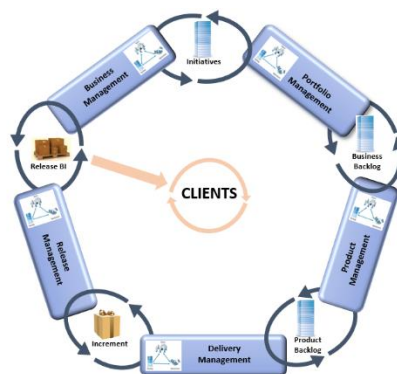 Business
Management
Initiatives
Portfolio
Management
Business
Backlog
Product
Management
Product
Backlog
Delivery
Management
Increment
Release
Management
Release BI
CLIENTS